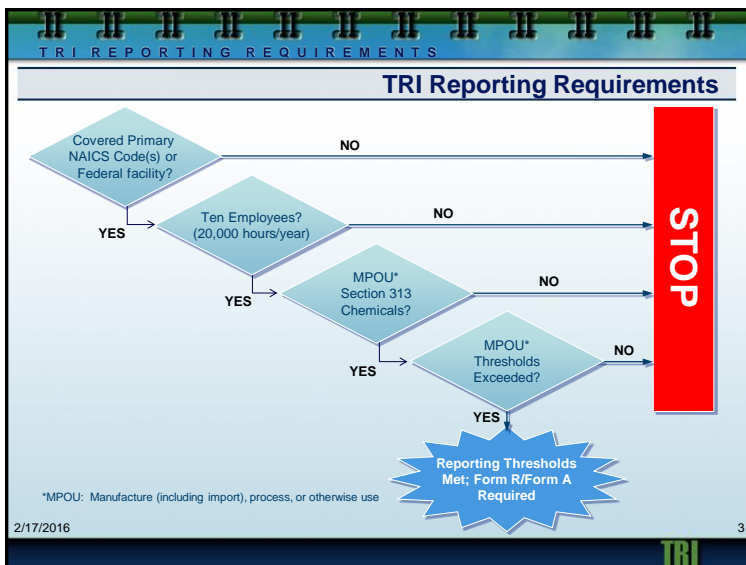 TRI REPORTING REQUIREMENTS
TRI Reporting Requirements
Covered Primary
NAICS Code(s) or
Federal facility?
NO
YES
Ten Employees?
(20,000 hours/year)
NO
YES
MPOU*
Section 313
Chemicals?
NO
YES
MPOU*
Thresholds
Exceeded?
NO
YES
STOP
Reporting Thresholds
Met; Form R/Form A
Required
*MPOU: Manufacture (including import), process, or otherwise use
2/17/2016
3
TRI